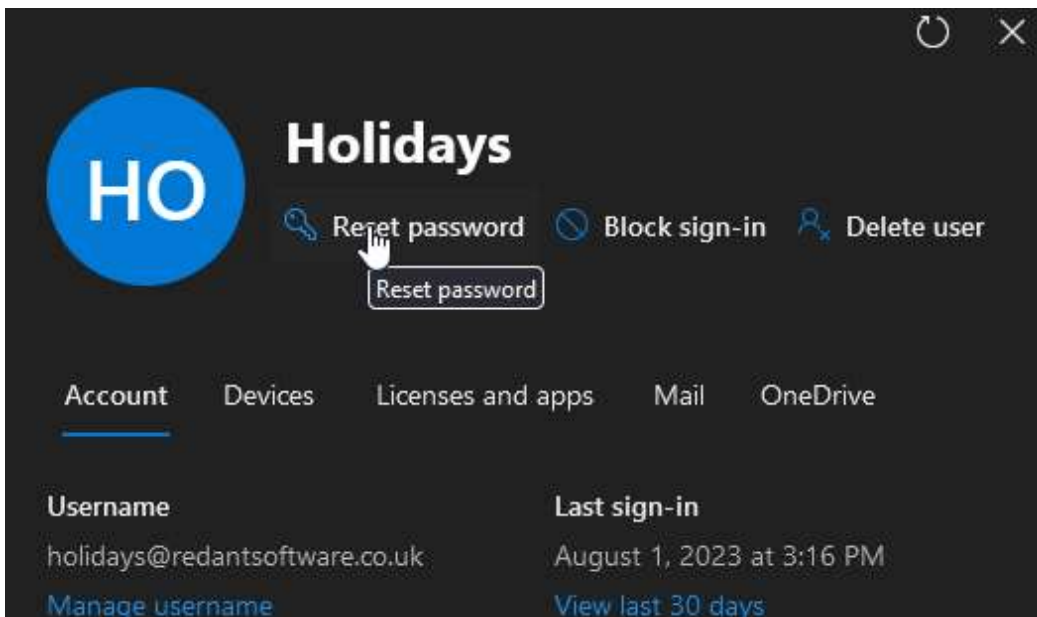 Holidays
HO
Reset password Block sign-in Delete user
Reset password
Account Devices Licenses and apps Mail OneDrive
Username Last sign-in
holidays@redantsoftware.co.uk August 1, 2023 at 3:16 PM
Manage username View last 30 days